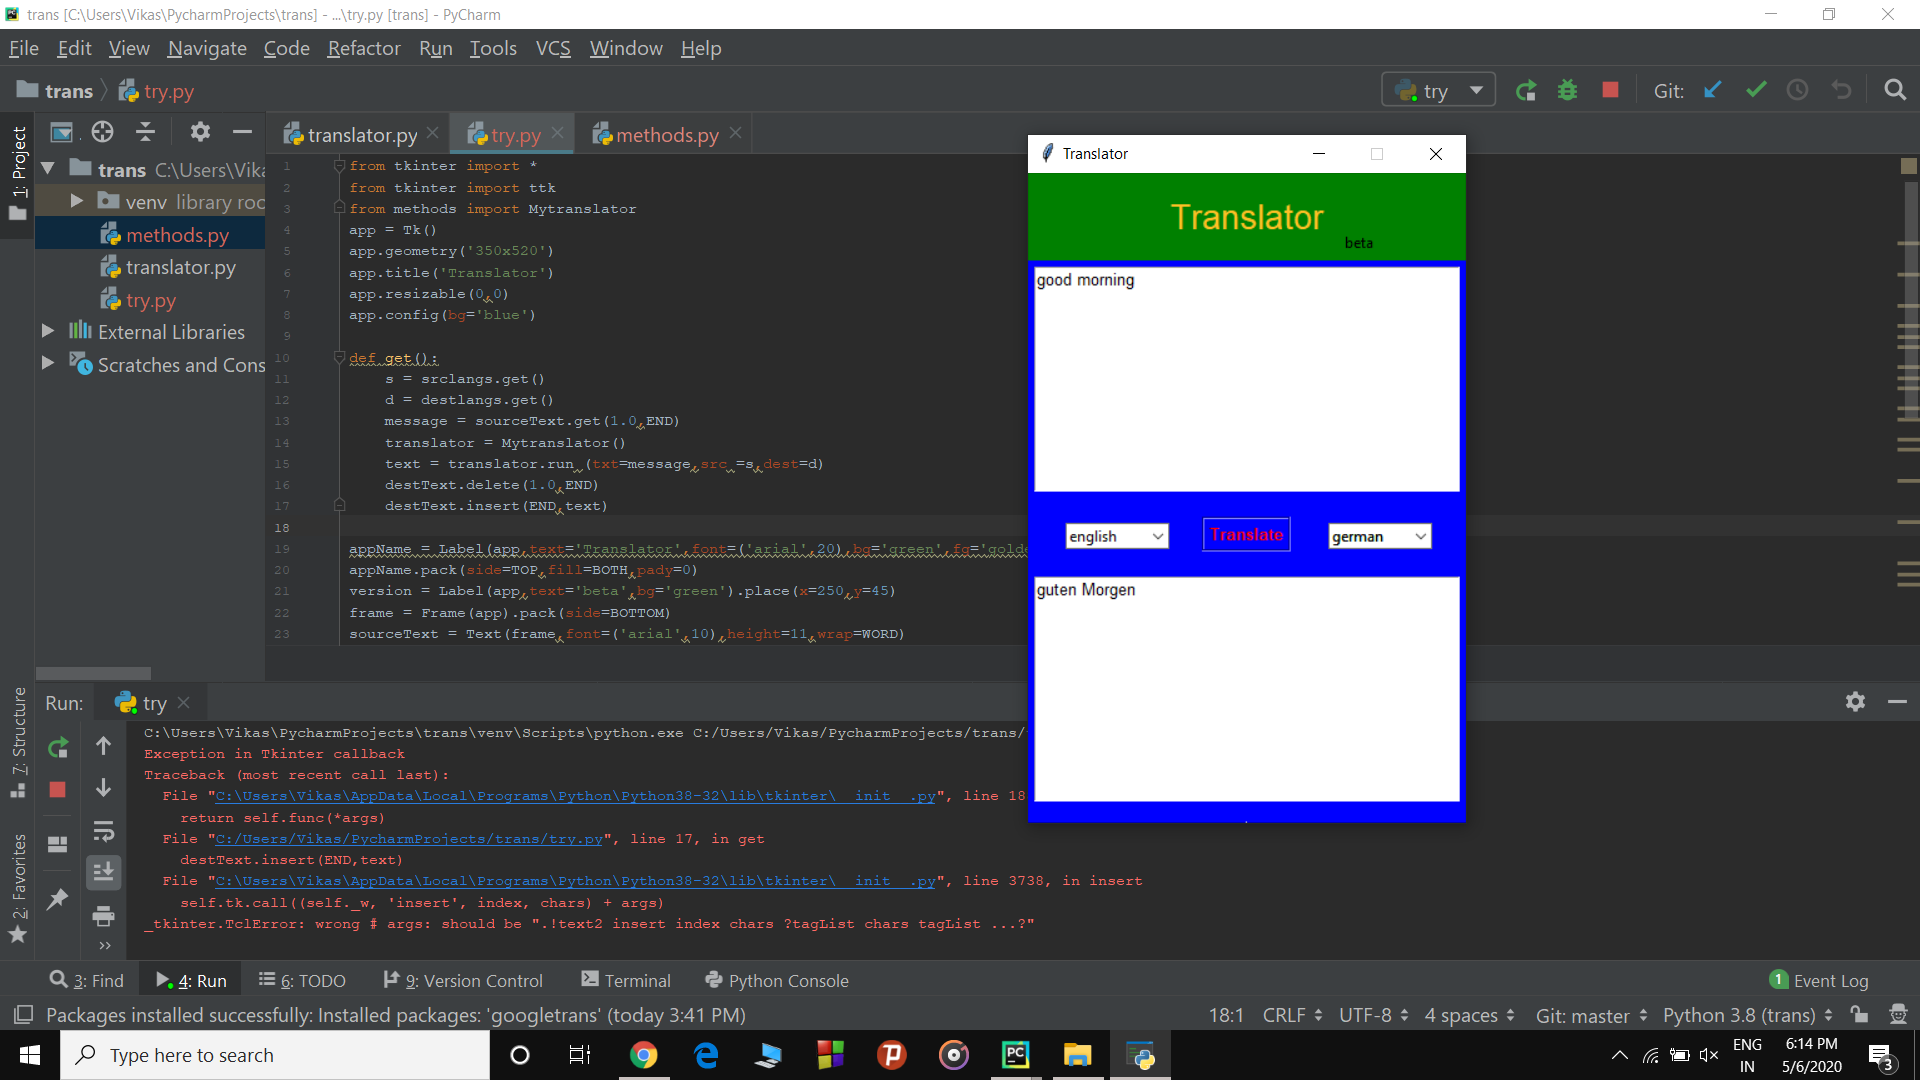 trans [C:\Users\Vikas\PycharmProjects\trans] - ...\try.py [trans] - PyCharm
File Edit View Navigate Code Refactor Run Tools VCS Window Help
trans try.py
try
Git:
1: Project
translator.py
try.py
methods.py
trans C:\Users\Vika
venv library roo
methods.py
translator.py
try.py
External Libraries
Scratches and Cons
1 from tkinter import *
2 from tkinter import ttk
3 from methods import Mytranslator
4 app = Tk()
5 app.geometry('350x520')
6 app.title('Translator')
7 app.resizable(0,0)
8 app.config(bg='blue')
9
10 def get():
11 s = srclangs.get()
12 d = destlangs.get()
13 message = sourceText.get(1.0,END)
14 translator = Mytranslator()
15 text = translator.run (txt=message,src =s,dest=d)
16 destText.delete(1.0,END)
17 destText.insert(END,text)
18
19 appName = Label(app,text='Translator',font=('arial',20),bg='green',fg='golde
20 appName.pack(side=TOP,fill=BOTH,pady=0)
21 version = Label(app,text='beta',bg='green').place(x=250,y=45)
22 frame = Frame(app).pack(side=BOTTOM)
23 sourceText = Text(frame,font=('arial',10),height=11,wrap=WORD)
Translator
Translator
beta
good morning
english
Translate
german
guten Morgen
7: Structure
2: Favorites
Run: try
C:\Users\Vikas\PycharmProjects\trans\venv\Scripts\python.exe C:/Users/Vikas/PycharmProjects/trans/
Exception in Tkinter callback
Traceback (most recent call last):
File "C:\Users\Vikas\AppData\Local\Programs\Python\Python38-32\lib\tkinter\__init__.py", line 18
return self.func(*args)
File "C:/Users/Vikas/PycharmProjects/trans/try.py", line 17, in get
destText.insert(END,text)
File "C:\Users\Vikas\AppData\Local\Programs\Python\Python38-32\lib\tkinter\__init__.py", line 3738, in insert
self.tk.call((self._w, 'insert', index, chars) + args)
_tkinter.TclError: wrong # args: should be ".!text2 insert index chars ?tagList chars tagList ...?"
3: Find 4: Run 6: TODO 9: Version Control Terminal Python Console 1 Event Log
Packages installed successfully: Installed packages: 'googletrans' (today 3:41 PM) 18:1 CRLF UTF-8 4 spaces Git: master Python 3.8 (trans)
Type here to search
PC
ENG
IN
6:14 PM
5/6/2020
3